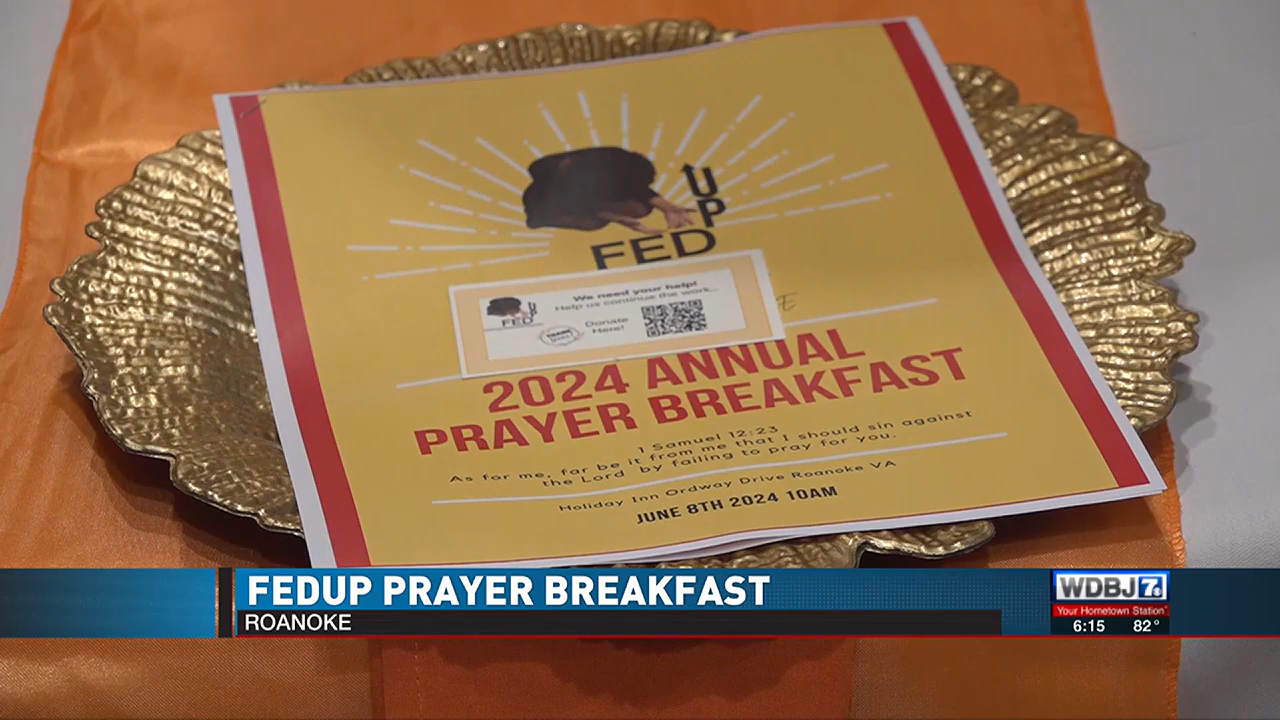 UP
FED
We need your help!
Help us continue the work...
UP
FED
Donate
Here!
THANK
YOU!
E
2024 ANNUAL
PRAYER BREAKFAST
1 Samuel 12:23
As for me, far be it from me that I should sin against
the Lord by failing to pray for you.
Holiday Inn Ordway Drive Roanoke VA
JUNE 8TH 2024 10AM
FEDUP PRAYER BREAKFAST
ROANOKE
WDBJ7
Your Hometown Station
6:15 82°